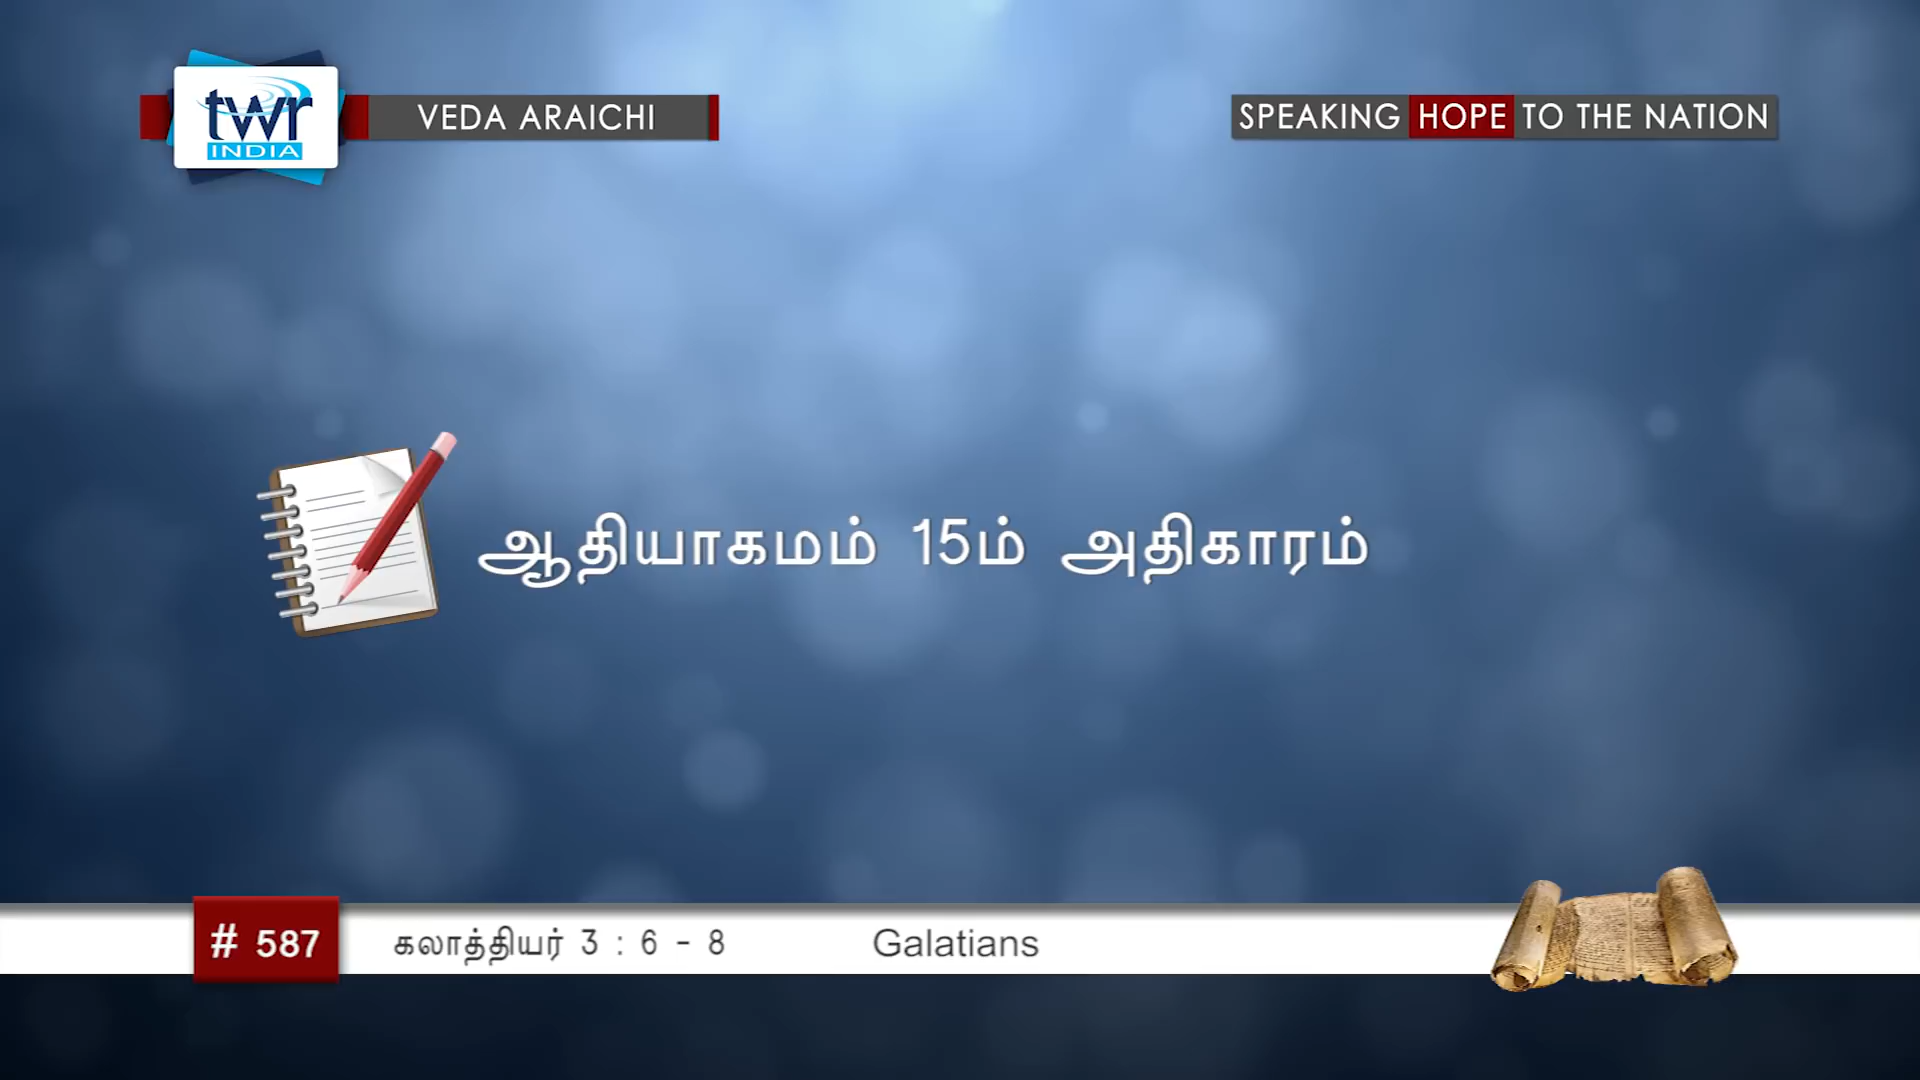 twr
INDIA
VEDA ARAICHI
SPEAKING HOPE TO THE NATION
ஆதியாகமம் 15ம் அதிகாரம்
# 587
கலாத்தியர் 3 : 6 - 8
Galatians